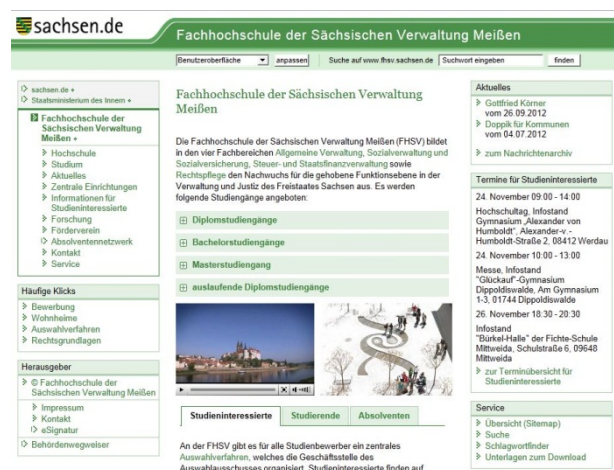 sachsen.de
Fachhochschule der Sächsischen Verwaltung Meißen
Benutzeroberfläche
anpassen
Suche auf www.fhsv.sachsen.de
Suchwort eingeben
finden
sachsen.de +
Staatsministerium des Innern +
Fachhochschule der
Sächsischen Verwaltung
Meißen +
Hochschule
Studium
Aktuelles
Zentrale Einrichtungen
Informationen für
Studieninteressierte
Forschung
Förderverein
Absolventennetzwerk
Kontakt
Service
Häufige Klicks
Bewerbung
Wohnheime
Auswahlverfahren
Rechtsgrundlagen
Herausgeber
© Fachhochschule der
Sächsischen Verwaltung Meißen
Impressum
Kontakt
eSignatur
Behördenwegweiser
Fachhochschule der Sächsischen Verwaltung
Meißen
Die Fachhochschule der Sächsischen Verwaltung Meißen (FHSV) bildet
in den vier Fachbereichen Allgemeine Verwaltung, Sozialverwaltung und
Sozialversicherung, Steuer- und Staatsfinanzverwaltung sowie
Rechtspflege den Nachwuchs für die gehobene Funktionsebene in der
Verwaltung und Justiz des Freistaates Sachsen aus. Es werden
folgende Studiengänge angeboten:
Diplomstudiengänge
Bachelorstudiengänge
Masterstudiengang
auslaufende Diplomstudiengänge
Studieninteressierte
Studierende
Absolventen
An der FHSV gibt es für alle Studienbewerber ein zentrales
Auswahlverfahren, welches die Geschäftsstelle des
Auswahlausschusses organisiert. Studieninteressierte finden auf
Aktuelles
Gottfried Körner
vom 26.09.2012
Doppik für Kommunen
vom 04.07.2012
zum Nachrichtenarchiv
Termine für Studieninteressierte
24. November 09:00 - 14:00
Hochschultag, Infostand
Gymnasium „Alexander von
Humboldt“, Alexander-v.-
Humboldt-Straße 2, 08412 Werdau
24. November 10:00 - 13:00
Messe, Infostand
"Glückauf"-Gymnasium
Dippoldiswalde, Am Gymnasium
1-3, 01744 Dippoldiswalde
26. November 18:30 - 20:30
Infostand
"Bürkel-Halle" der Fichte-Schule
Mittweida, Schulstraße 6, 09648
Mittweida
zur Terminübersicht für
Studieninteressierte
Service
Übersicht (Sitemap)
Suche
Schlagwortfinder
Unterlagen zum Download